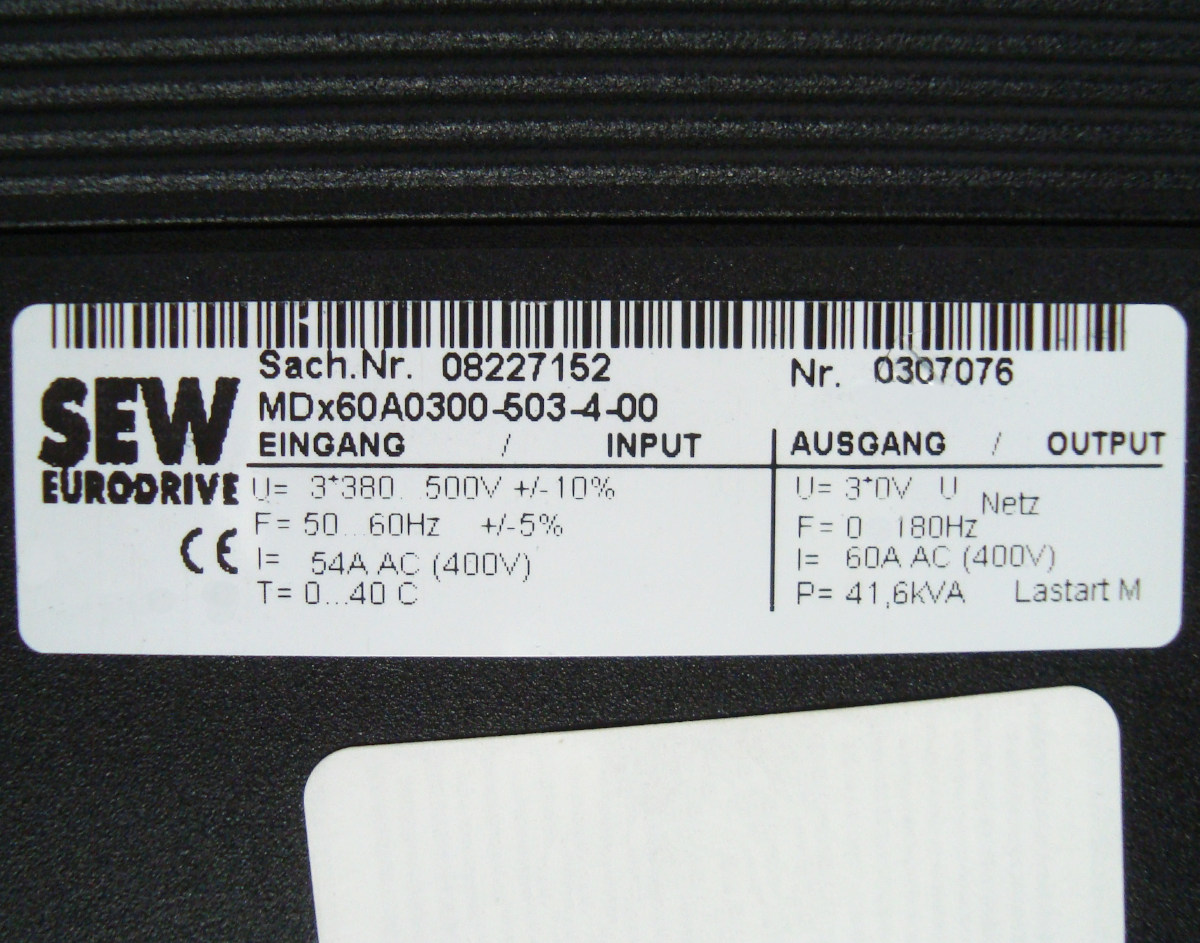 Sach.Nr. 08227152 Nr. 0307076
MDx60A0300-503-4-00
SEW
EURODRIVE
CE
EINGANG / INPUT AUSGANG / OUTPUT
U= 3*380...500V +/-10% U= 3*0V U Netz
F= 50...60Hz +/-5% F= 0 180Hz
I= 54A AC (400V) I= 60A AC (400V)
T= 0...40 C P= 41,6kVA Lastart M